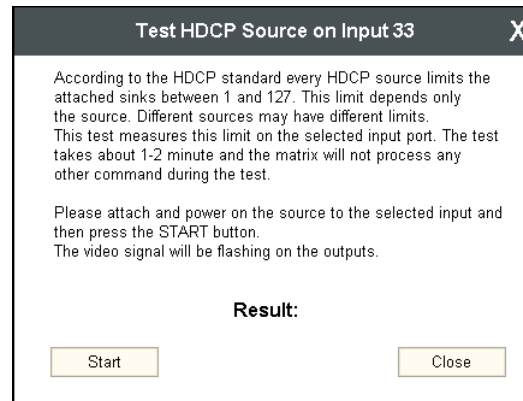 Test HDCP Source on Input 33 X
According to the HDCP standard every HDCP source limits the
attached sinks between 1 and 127. This limit depends only
the source. Different sources may have different limits.
This test measures this limit on the selected input port. The test
takes about 1-2 minute and the matrix will not process any
other command during the test.
Please attach and power on the source to the selected input and
then press the START button.
The video signal will be flashing on the outputs.
Result:
Start Close